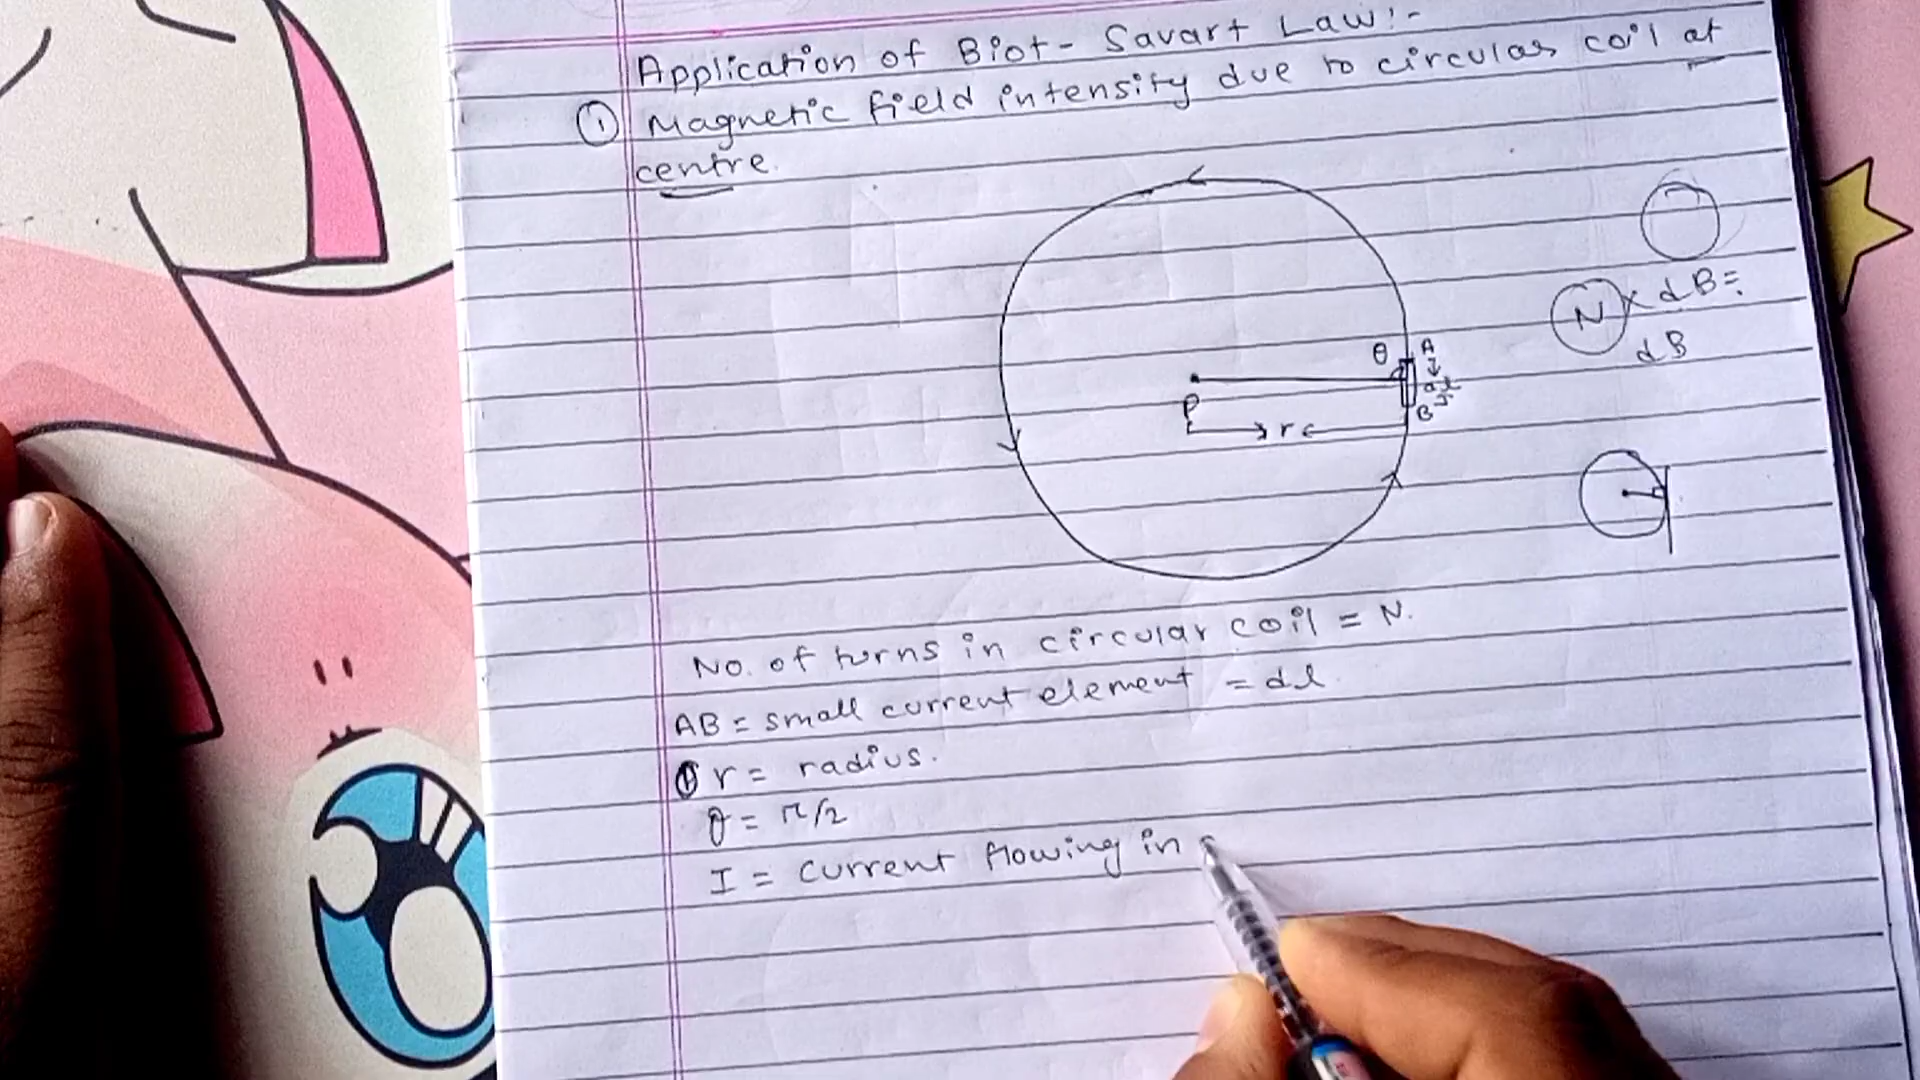 Application of Biot - Savart Law:-
① Magnetic field intensity due to circular coil at
centre.
N x dB =
dB
θ A
dl
P B
r
No. of turns in circular coil = N.
AB = small current element = dl.
r = radius.
θ = π/2
I = current flowing in